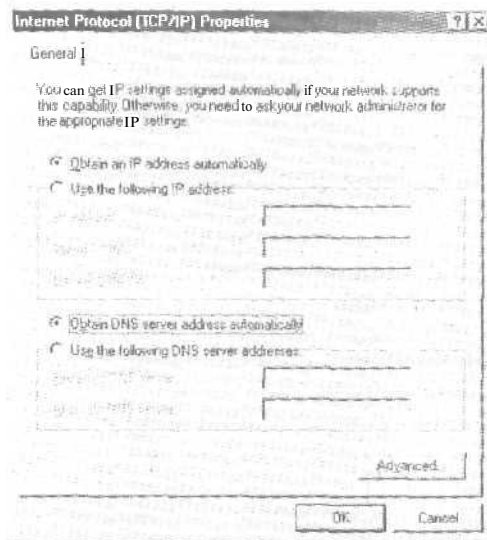 Internet Protocol (TCP/IP) Properties ? X
General
You can get IP settings assigned automatically if your network supports
this capability. Otherwise, you need to ask your network administrator for
the appropriate IP settings.
Obtain an IP address automatically
Use the following IP address:
Obtain DNS server address automatically
Use the following DNS server addresses:
Advanced...
OK Cancel